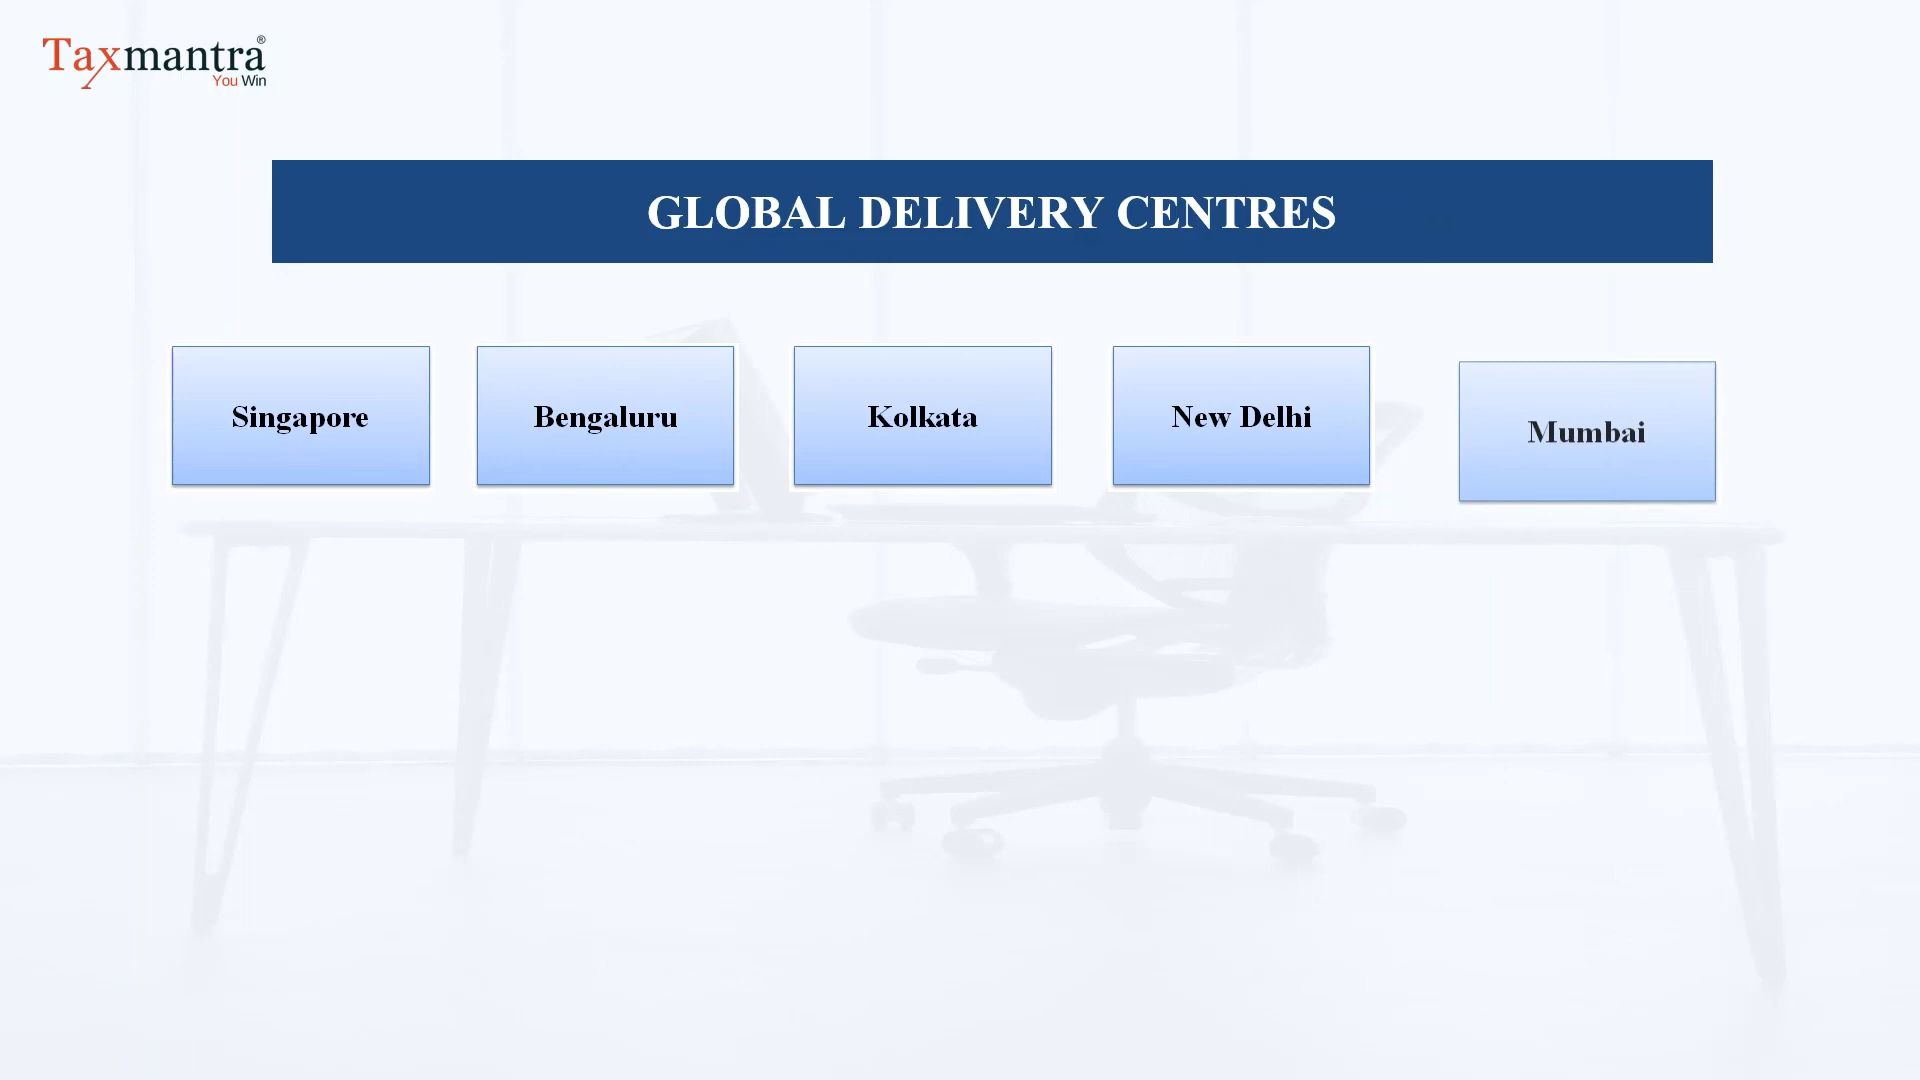 Taxmantra®
You Win
GLOBAL DELIVERY CENTRES
Singapore
Bengaluru
Kolkata
New Delhi
Mumbai